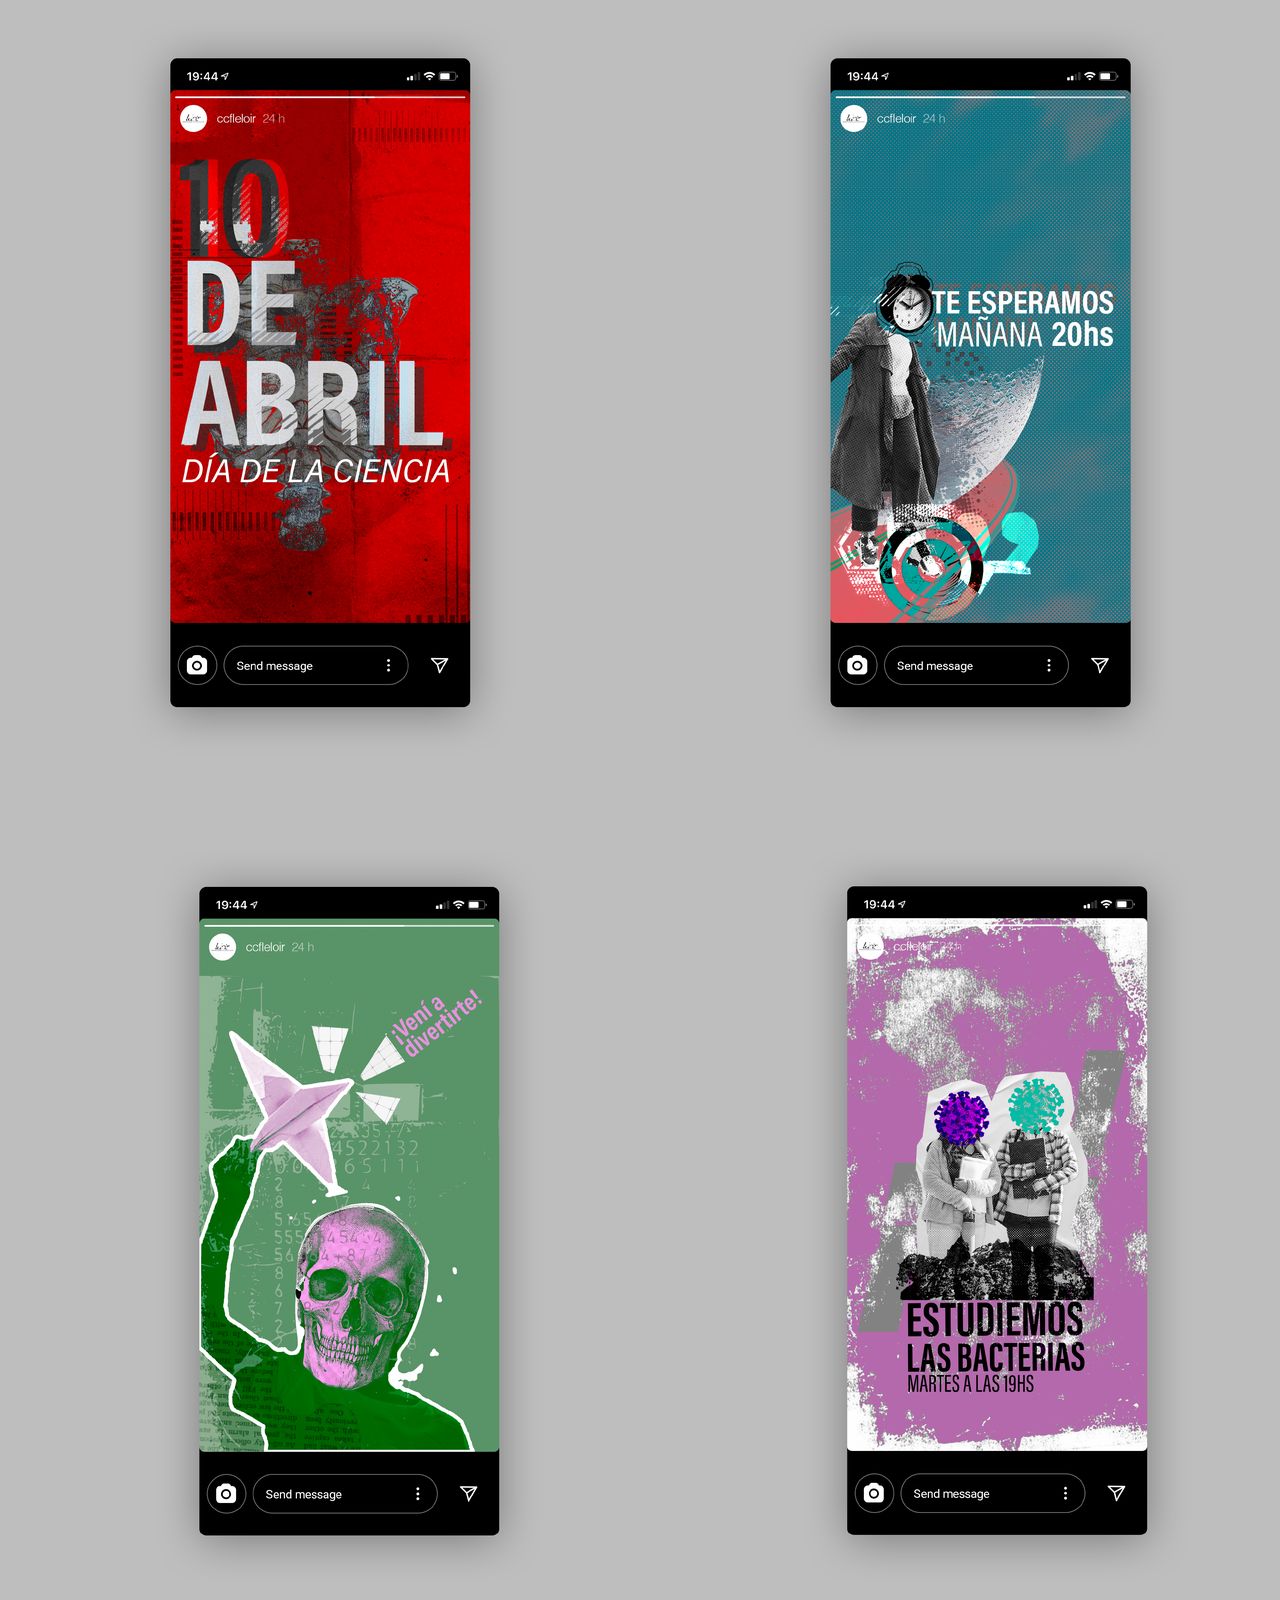 19:44
ccfleloir 24 h
10
DE
ABRIL
DÍA DE LA CIENCIA
Send message
19:44
ccfleloir 24 h
TE ESPERAMOS
MAÑANA 20hs
Send message
19:44
ccfleloir 24 h
¡Vení a
divertirte!
Send message
19:44
ccfleloir 24 h
ESTUDIEMOS
LAS BACTERIAS
MARTES A LAS 19HS
Send message